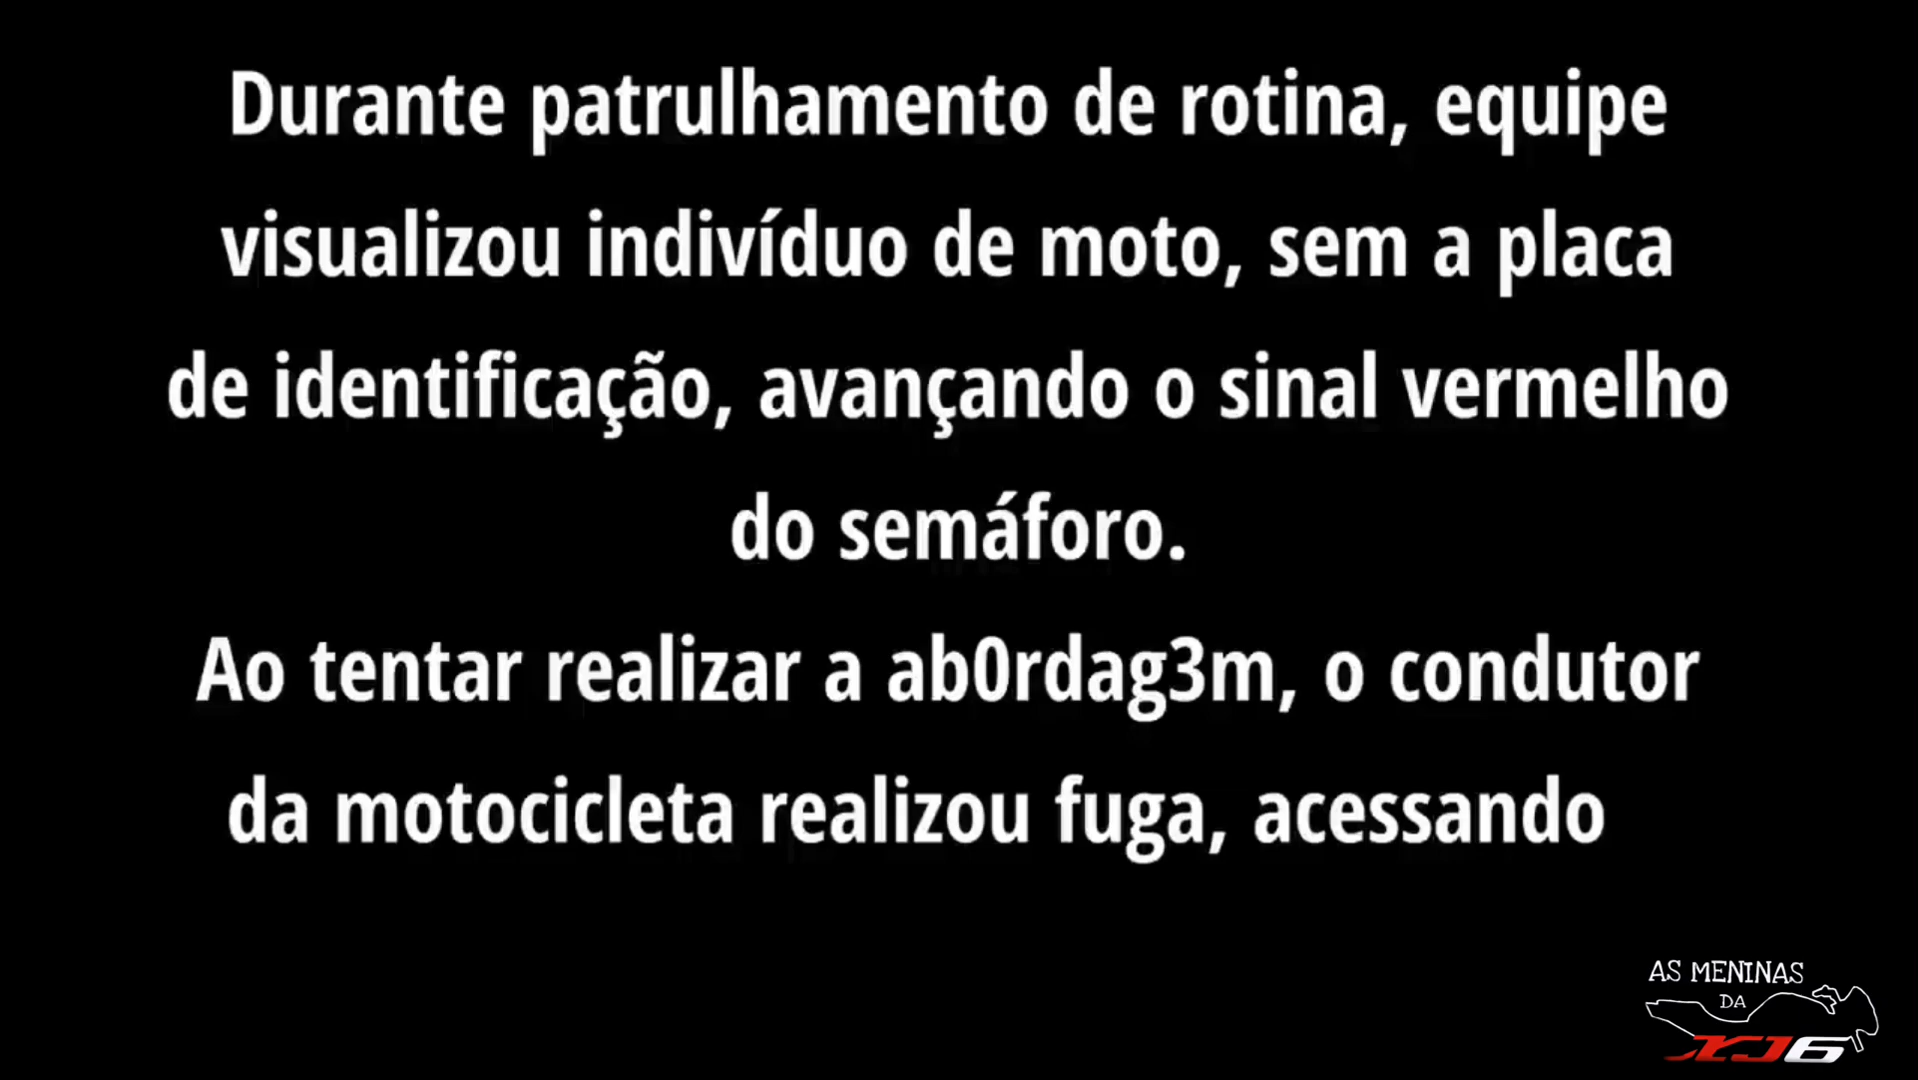 Durante patrulhamento de rotina, equipe
visualizou indivíduo de moto, sem a placa
de identificação, avançando o sinal vermelho
do semáforo.
Ao tentar realizar a ab0rdag3m, o condutor
da motocicleta realizou fuga, acessando
AS MENINAS
DA
XJ6